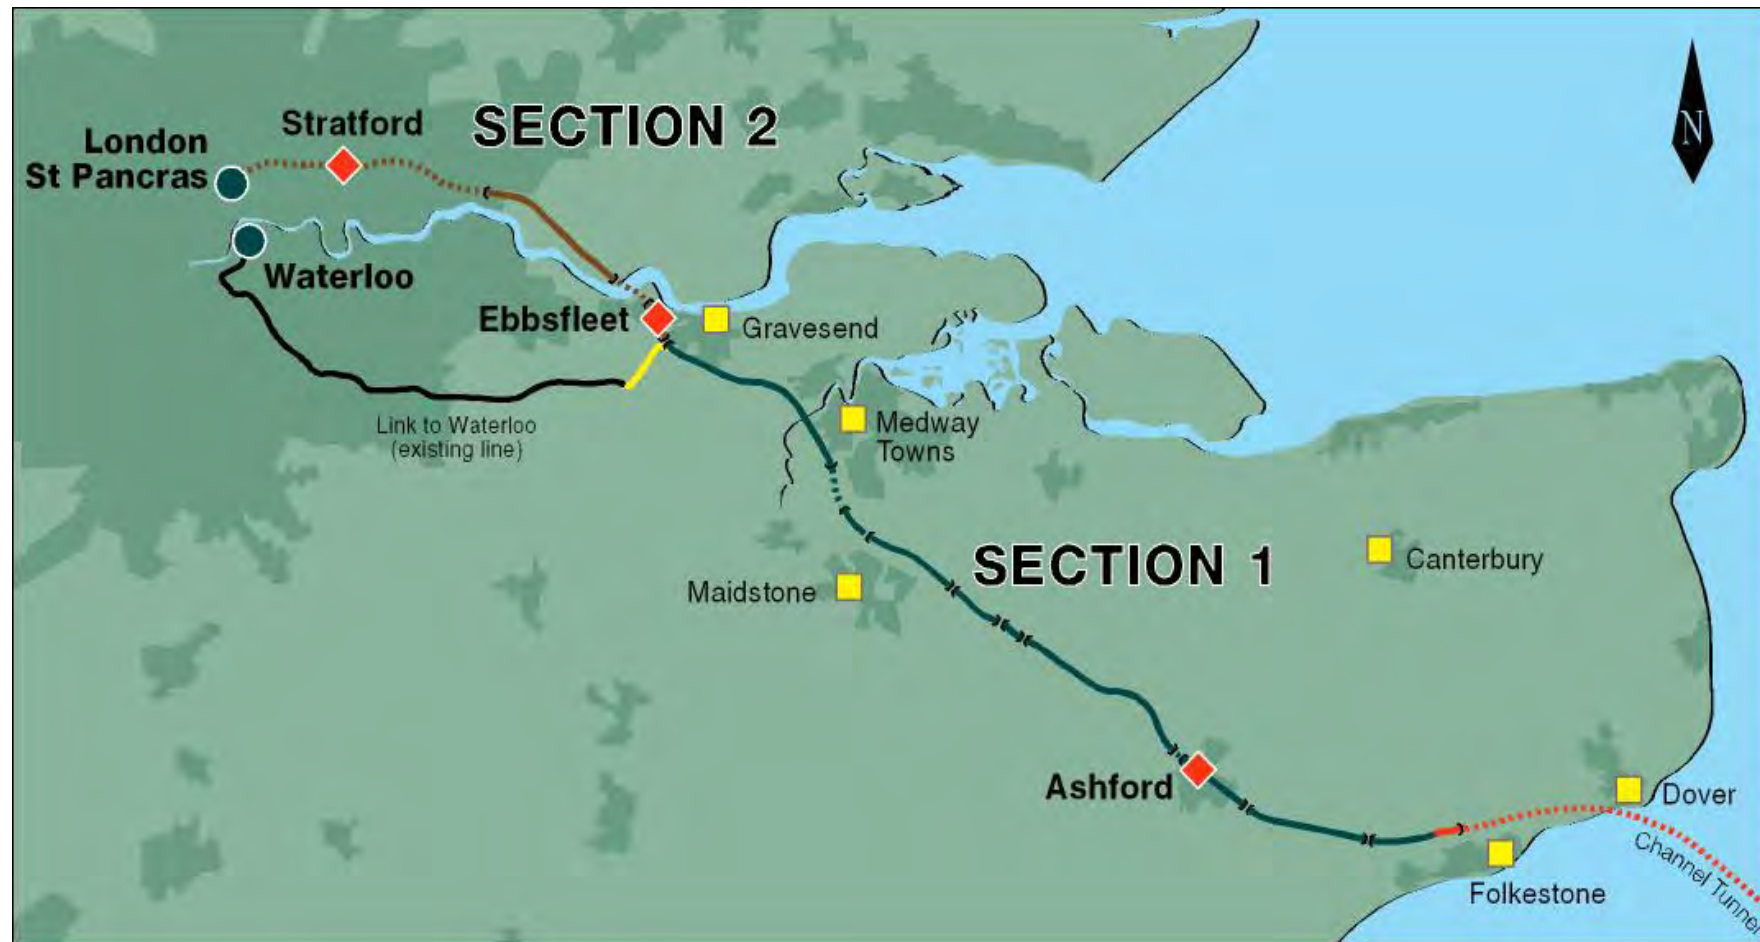 Stratford
SECTION 2
London
St Pancras
N
Waterloo
Ebbsfleet
Gravesend
Link to Waterloo
(existing line)
Medway
Towns
SECTION 1
Canterbury
Maidstone
Ashford
Dover
Channel Tunnel
Folkestone